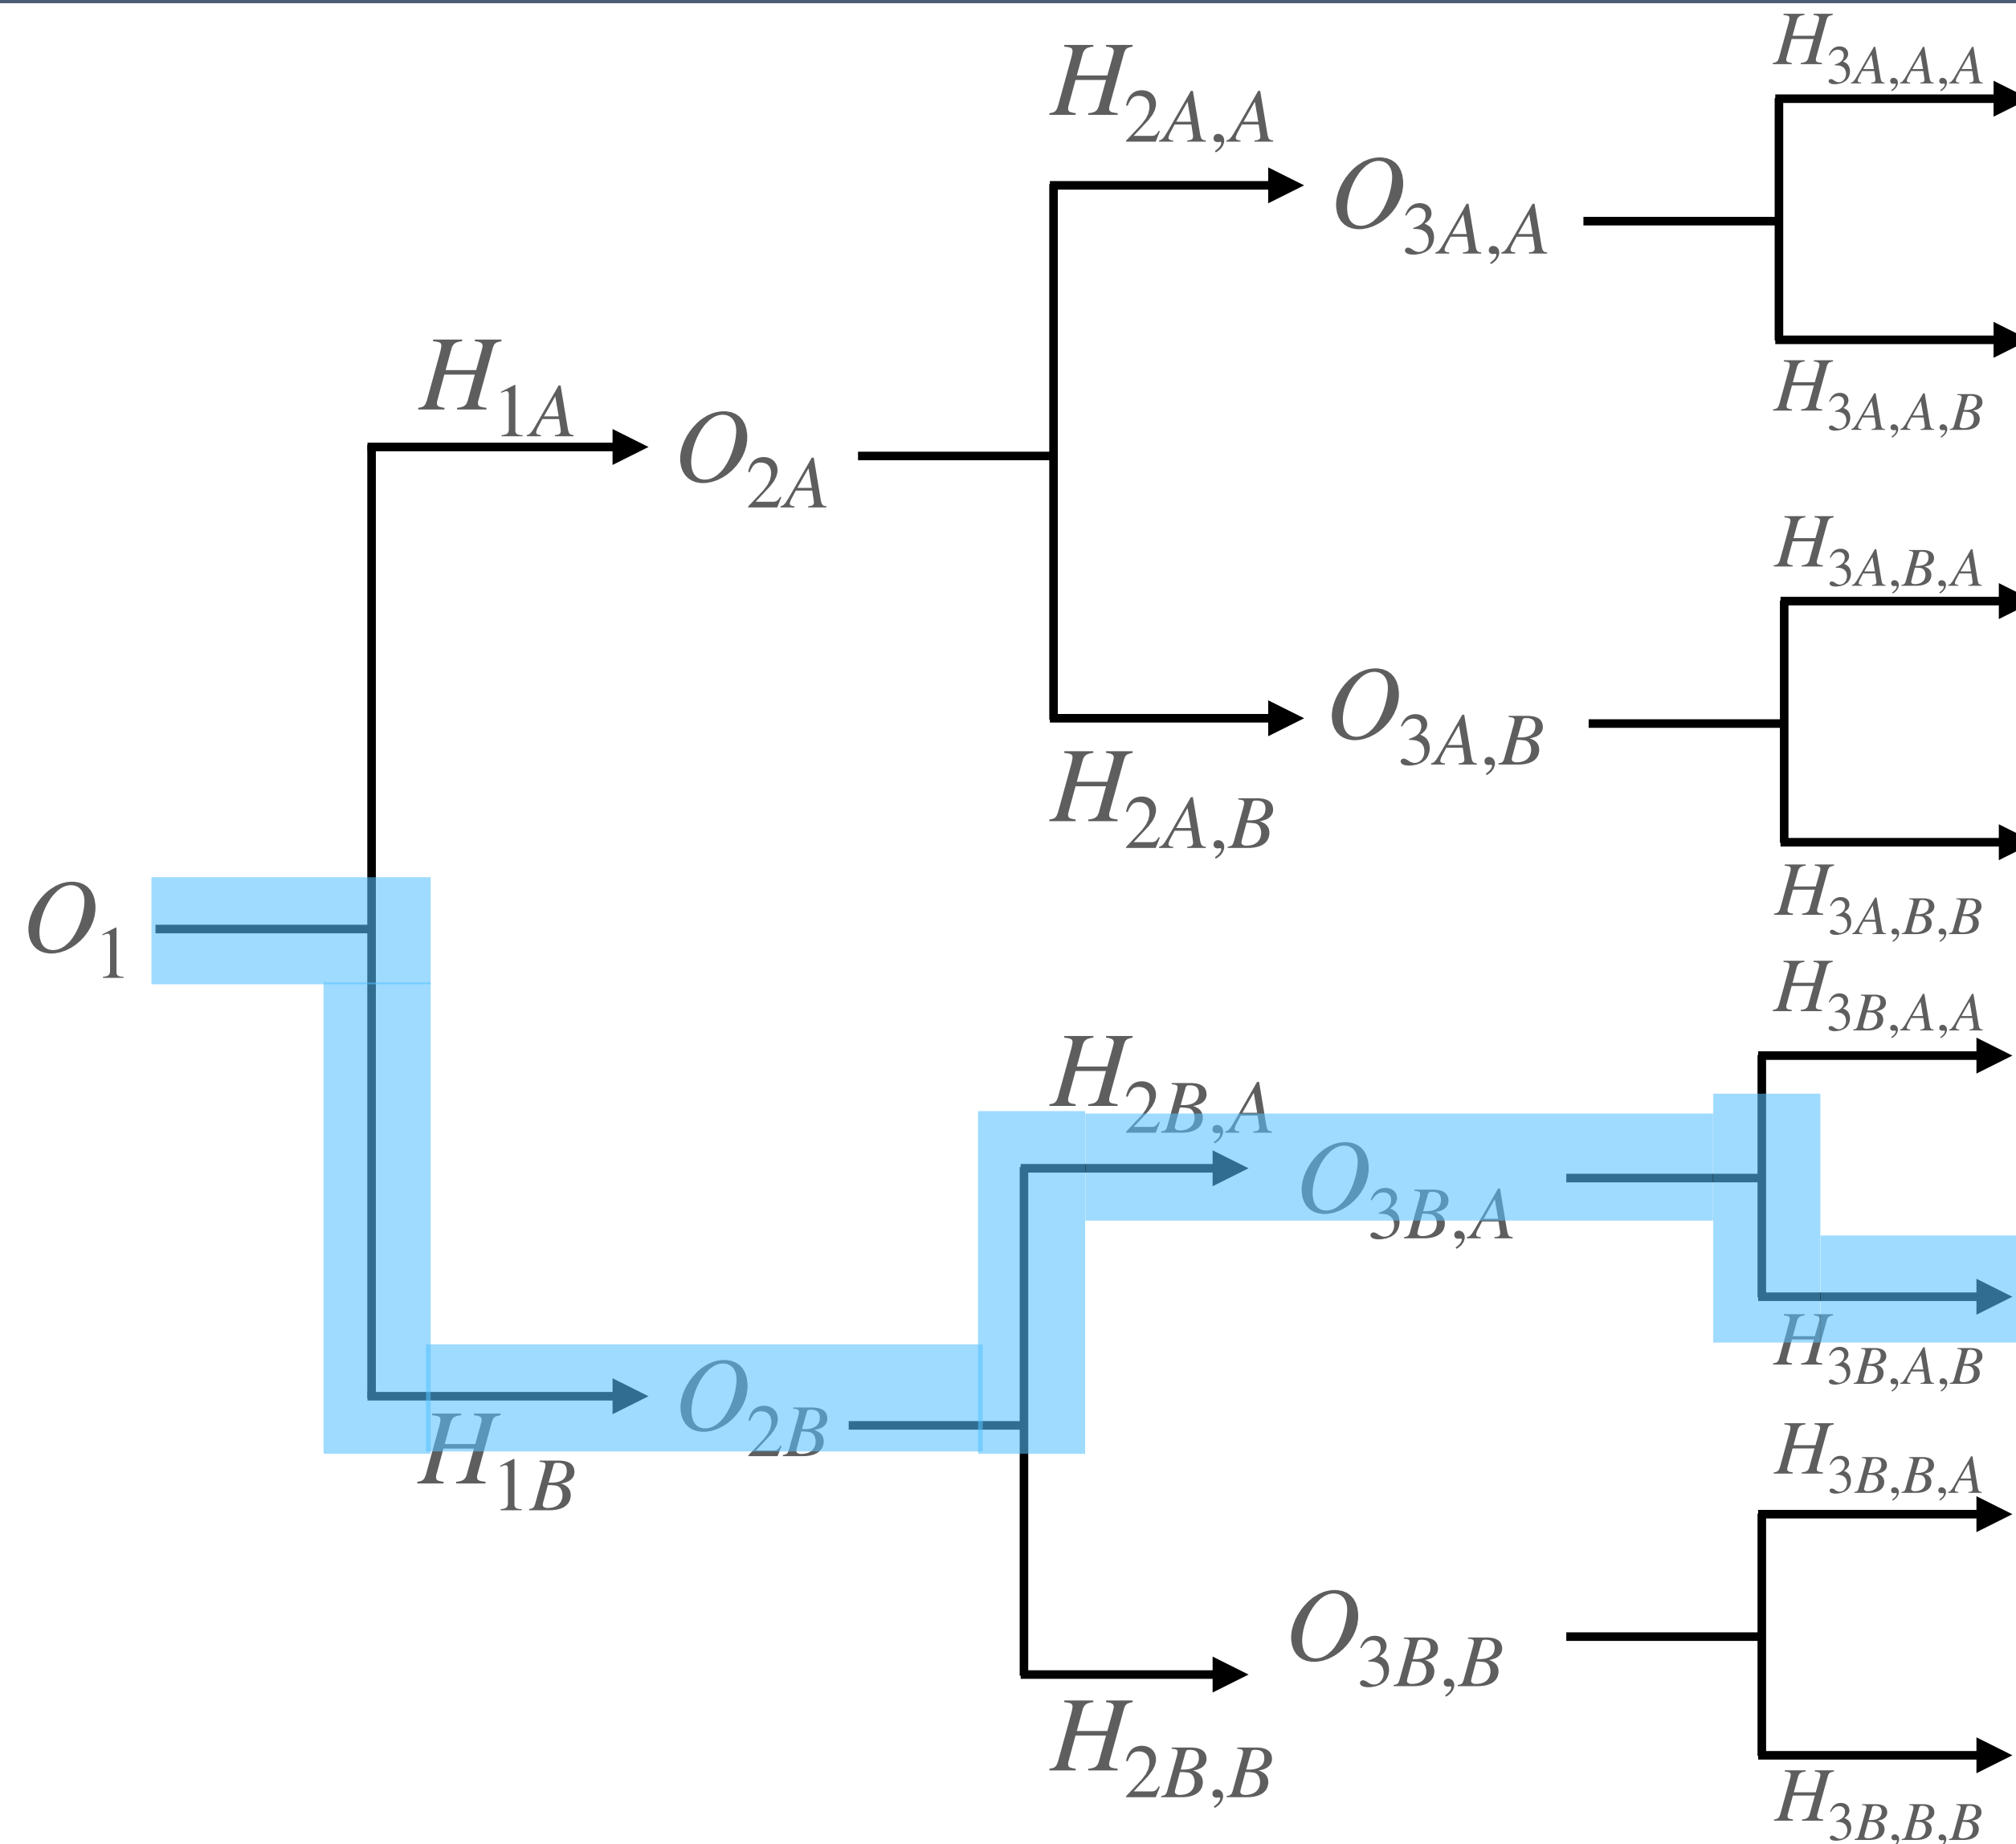 H3A,A,A
H2A,A
O3A,A
H1A
H3A,A,B
O2A
H3A,B,A
O3A,B
H2A,B
H3A,B,B
O1
H3B,A,A
H2B,A
O3B,A
H3B,A,B
O2B
H1B
H3B,B,A
O3B,B
H2B,B
H3B,B,B